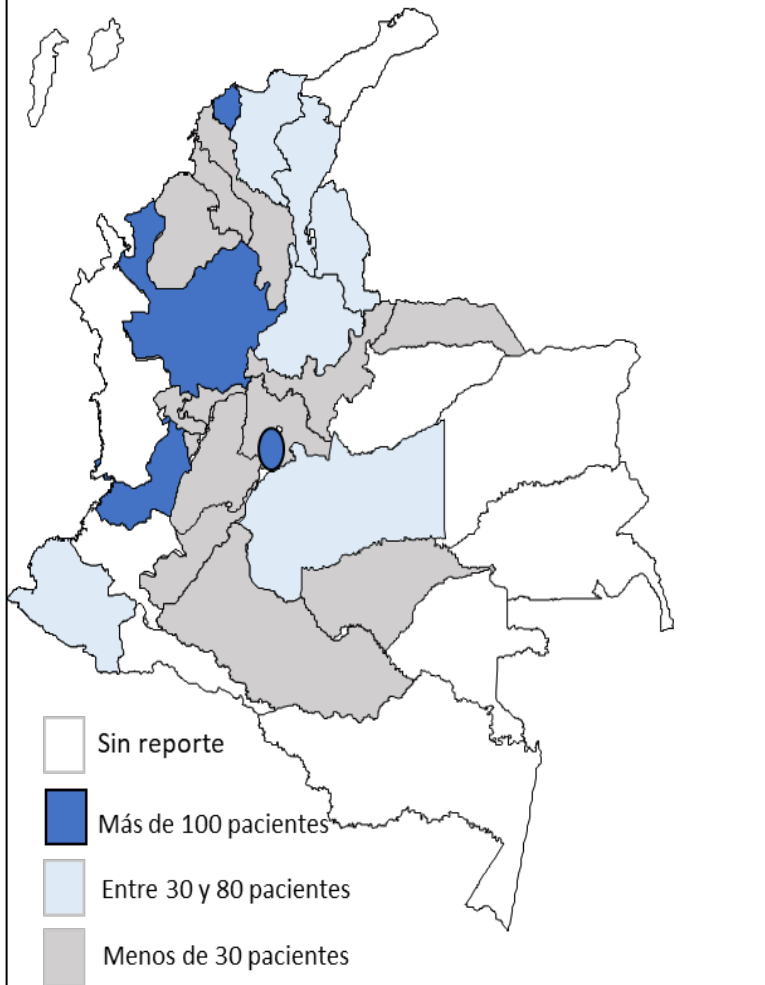 Sin reporte
Más de 100 pacientes
Entre 30 y 80 pacientes
Menos de 30 pacientes